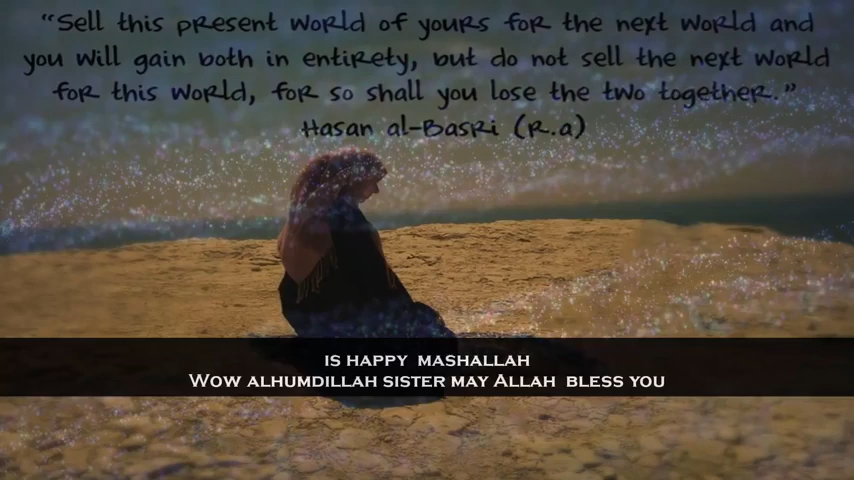 “Sell this present world of yours for the next world and
you will gain both in entirety, but do not sell the next world
for this world, for so shall you lose the two together.”
Hasan al-Basri (r.a)
IS HAPPY MASHALLAH
WOW ALHUMDILLAH SISTER MAY ALLAH BLESS YOU